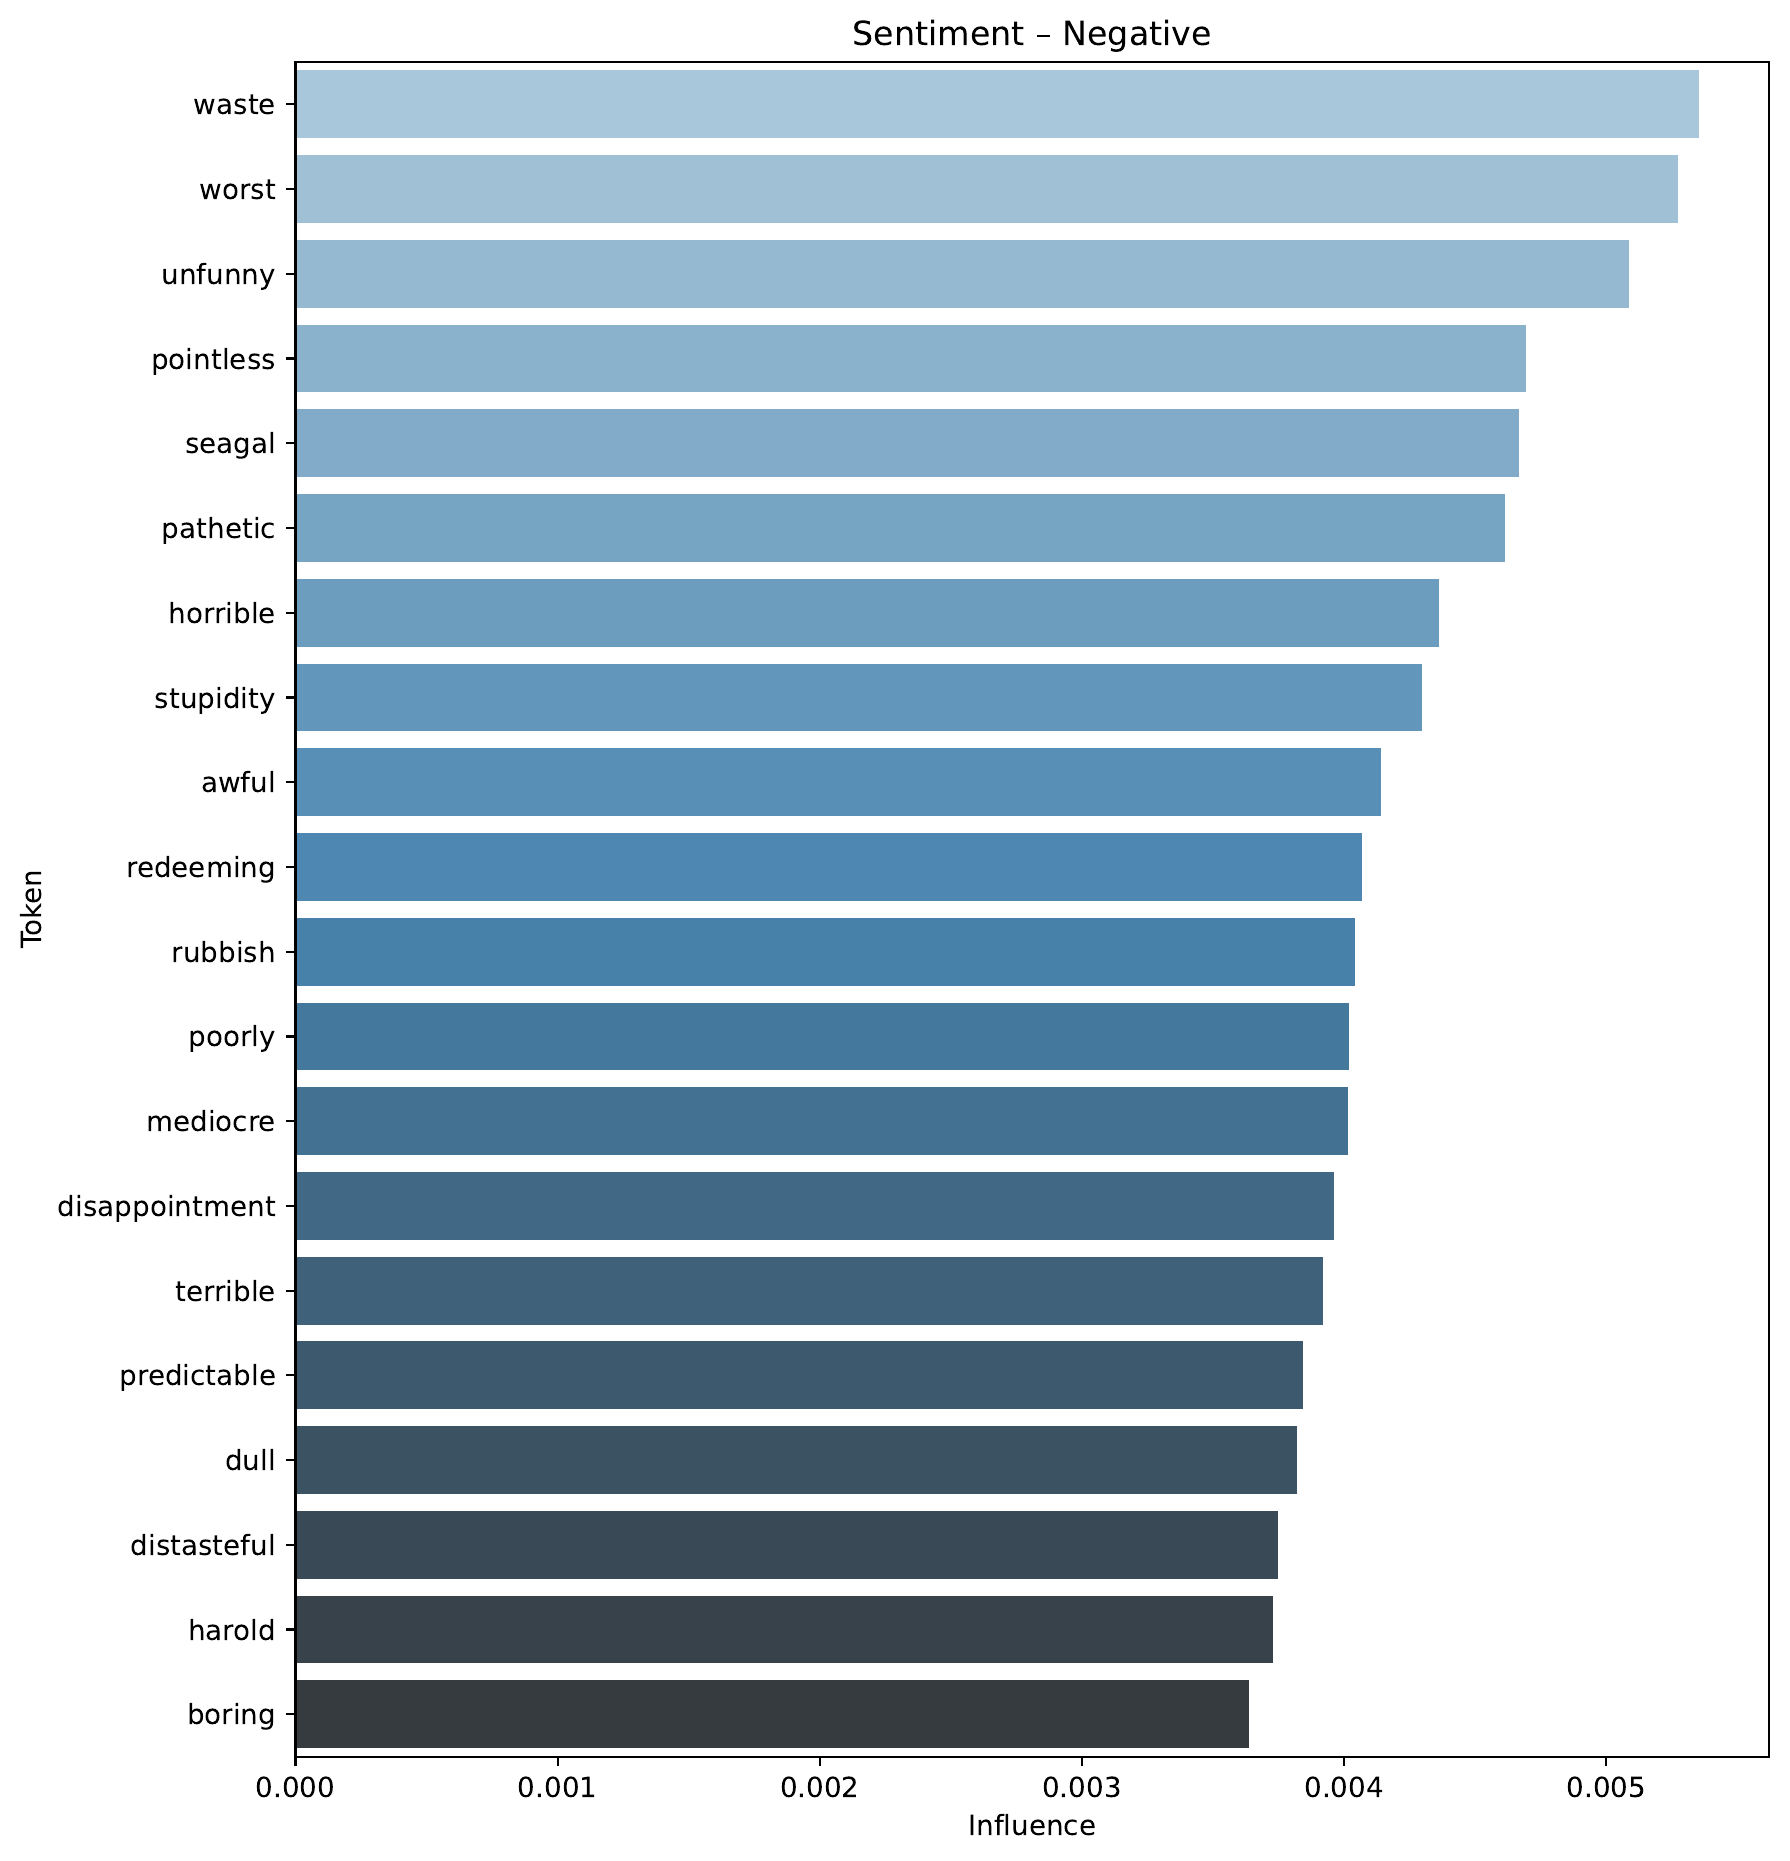 Sentiment – Negative
waste
worst
unfunny
pointless
seagal
pathetic
horrible
stupidity
awful
redeeming
rubbish
poorly
mediocre
disappointment
terrible
predictable
dull
distasteful
harold
boring
Token
0.000 0.001 0.002 0.003 0.004 0.005
Influence